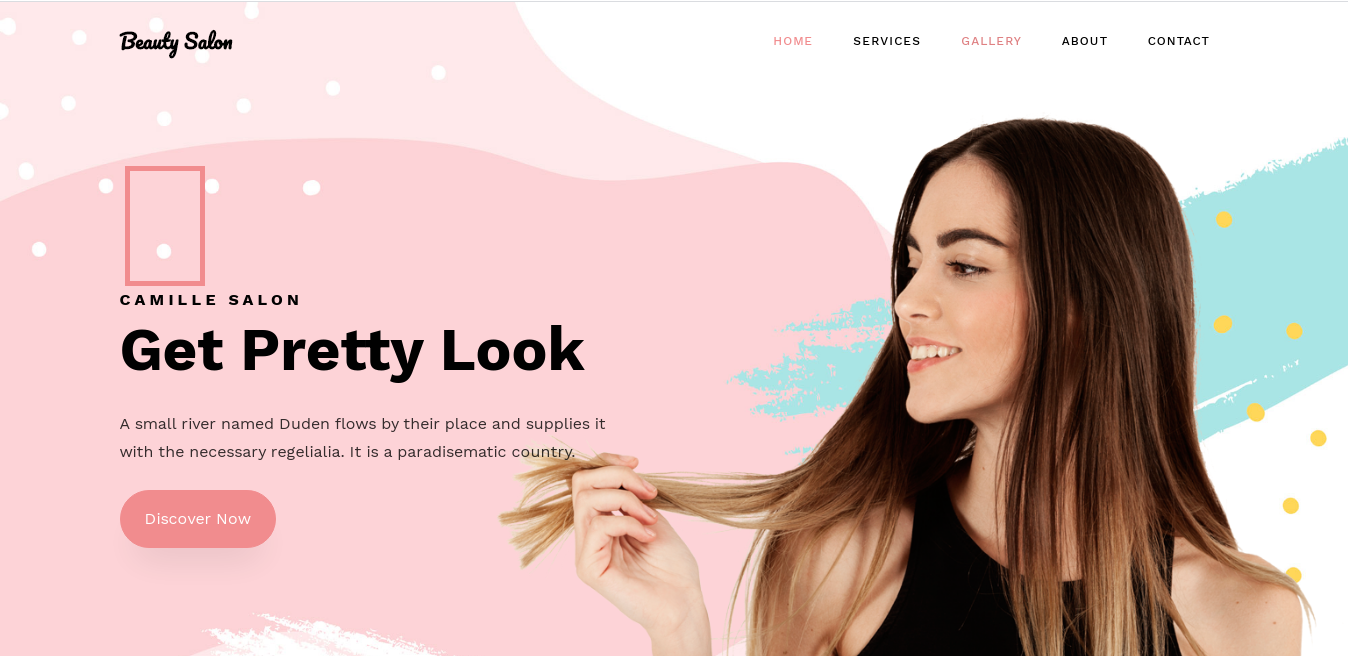 Beauty Salon
HOME SERVICES GALLERY ABOUT CONTACT
CAMILLE SALON
Get Pretty Look
A small river named Duden flows by their place and supplies it
with the necessary regelialia. It is a paradisematic country.
Discover Now